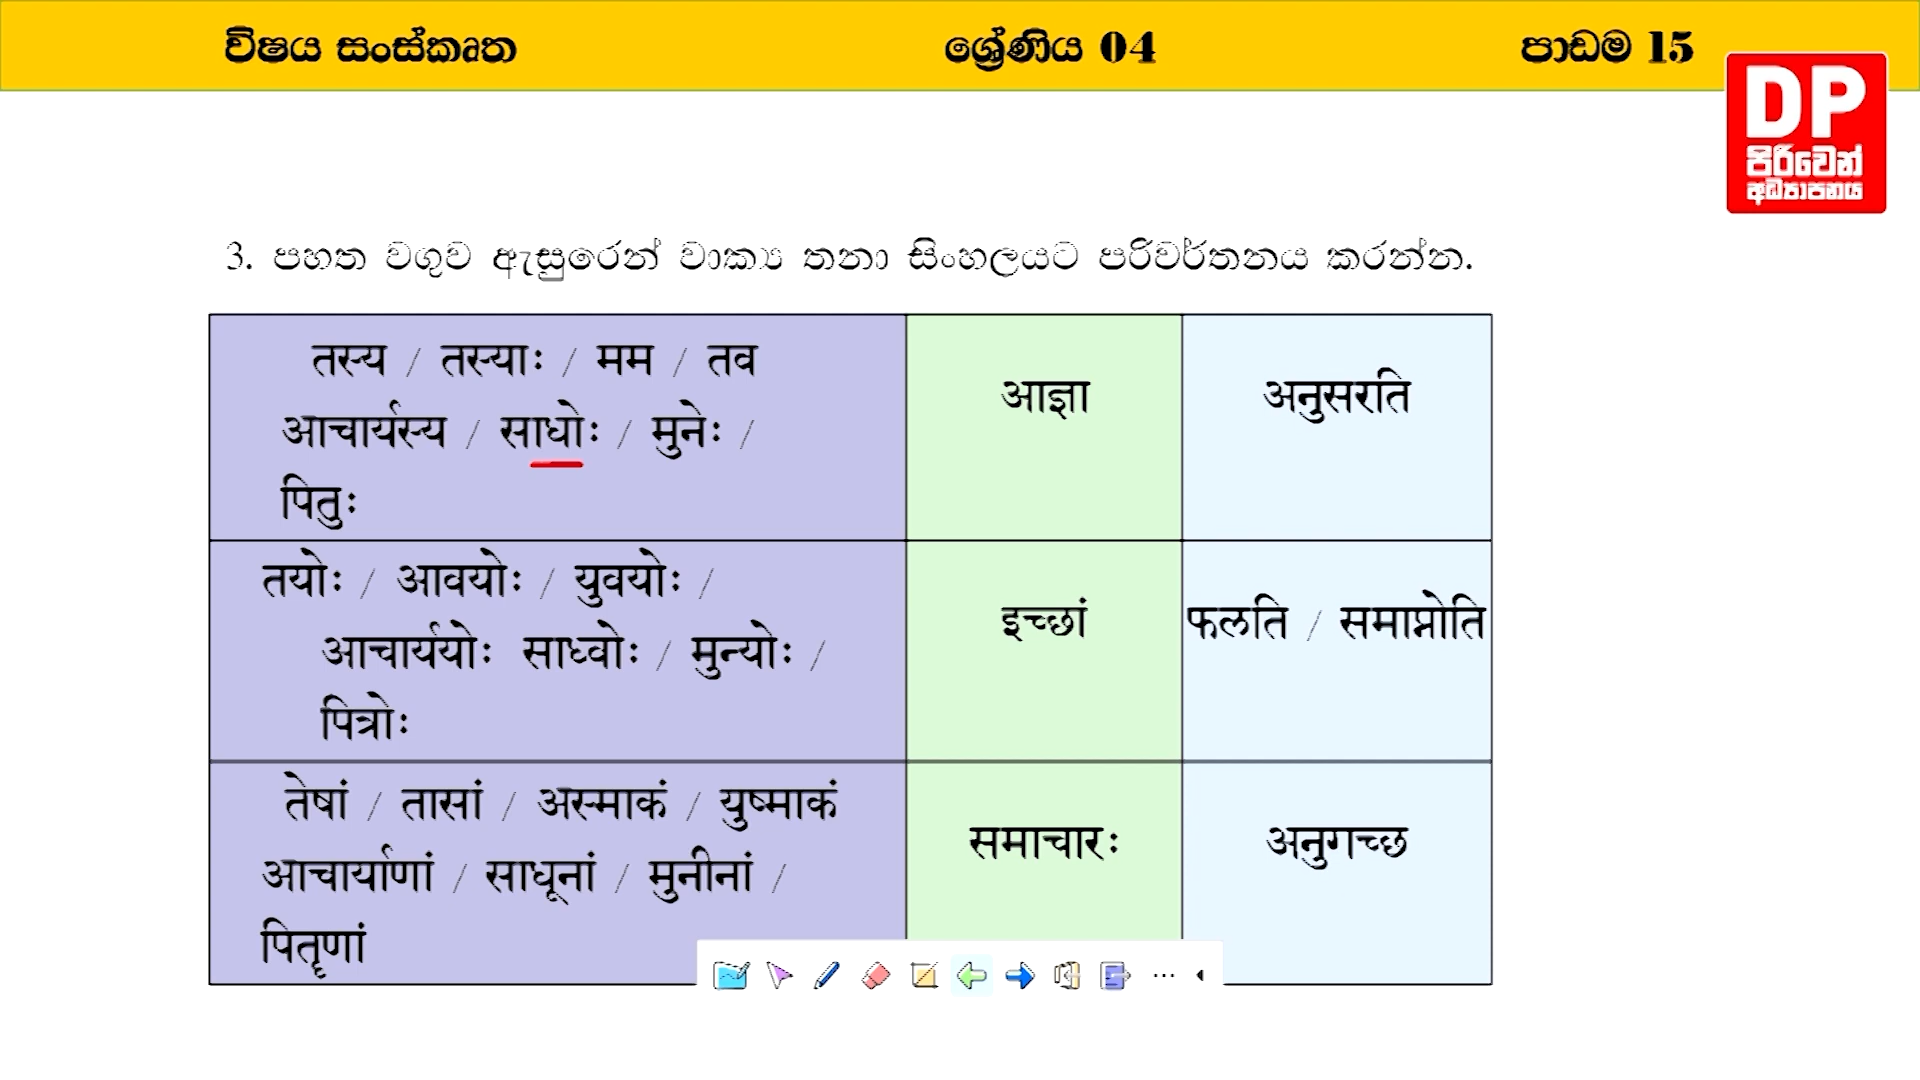 විෂය සංස්කෘත ශ්‍රේණිය 04 පාඩම 15
DP
පිරිවෙන්
අධ්‍යාපනය
3. පහත වගුව ඇසුරෙන් වාක්‍ය තනා සිංහලයට පරිවර්තනය කරන්න.
तस्य / तस्याः / मम / तव
आचार्यस्य / साधोः / मुनेः /
पितुः
आज्ञा
अनुसरति
तयोः / आवयोः / युवयोः /
आचार्ययोः साध्वोः / मुन्योः /
पित्रोः
इच्छां
फलति / समाप्नोति
तेषां / तासां / अस्माकं / युष्माकं
आचार्याणां / साधूनां / मुनीनां /
पितॄणां
समाचारः
अनुगच्छ